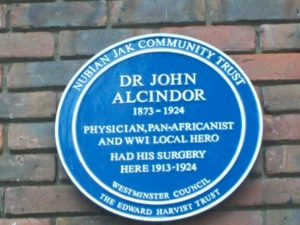 NUBIAN JAK COMMUNITY TRUST
DR JOHN
ALCINDOR
1873 - 1924
PHYSICIAN, PAN-AFRICANIST
AND WW1 LOCAL HERO
HAD HIS SURGERY
HERE 1913-1924
WESTMINSTER COUNCIL
THE EDWARD HARVIST TRUST